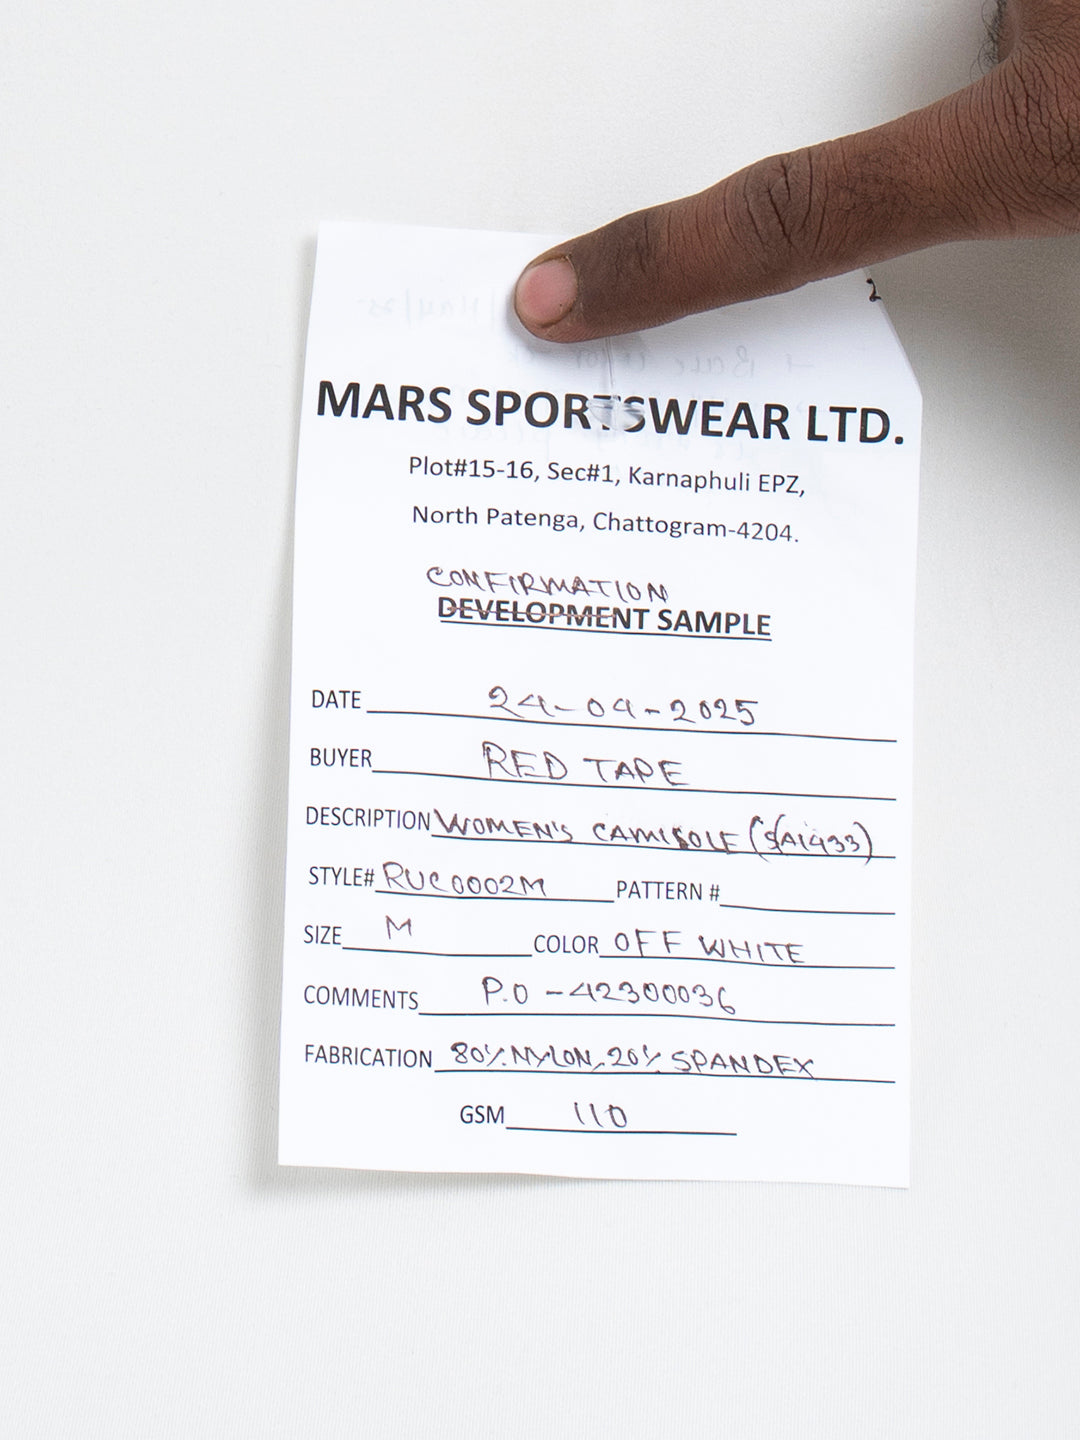 MARS SPORTSWEAR LTD.
Plot#15-16, Sec#1, Karnaphuli EPZ,
North Patenga, Chattogram-4204.
CONFIRMATION
DEVELOPMENT SAMPLE
DATE 24-04-2025
BUYER RED TAPE
DESCRIPTION WOMEN'S CAMISOLE (SA1433)
STYLE# RUC0002M PATTERN #
SIZE M COLOR OFF WHITE
COMMENTS P.O - 42300036
FABRICATION 80% NYLON, 20% SPANDEX
GSM 110